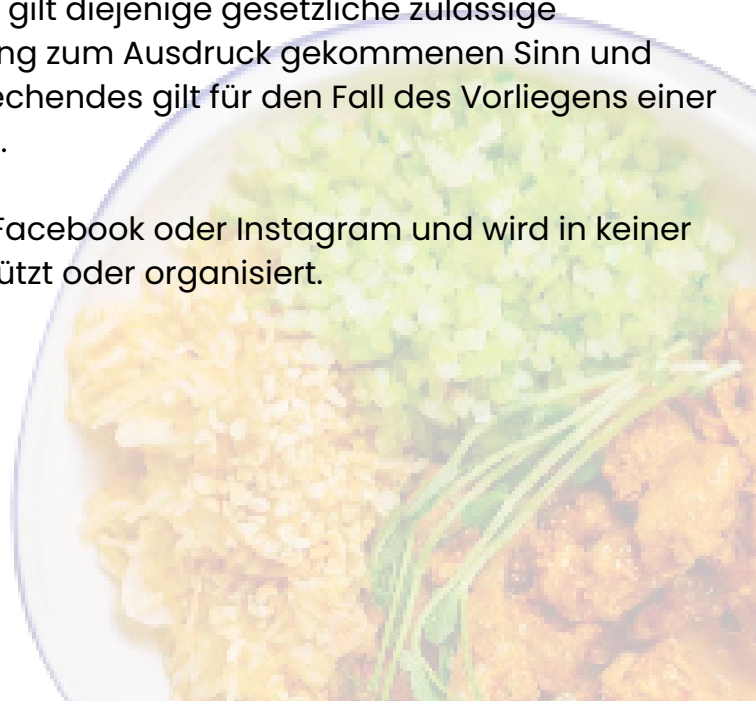 gilt diejenige gesetzliche zulässige
ng zum Ausdruck gekommenen Sinn und
echendes gilt für den Fall des Vorliegens einer
.
Facebook oder Instagram und wird in keiner
ützt oder organisiert.